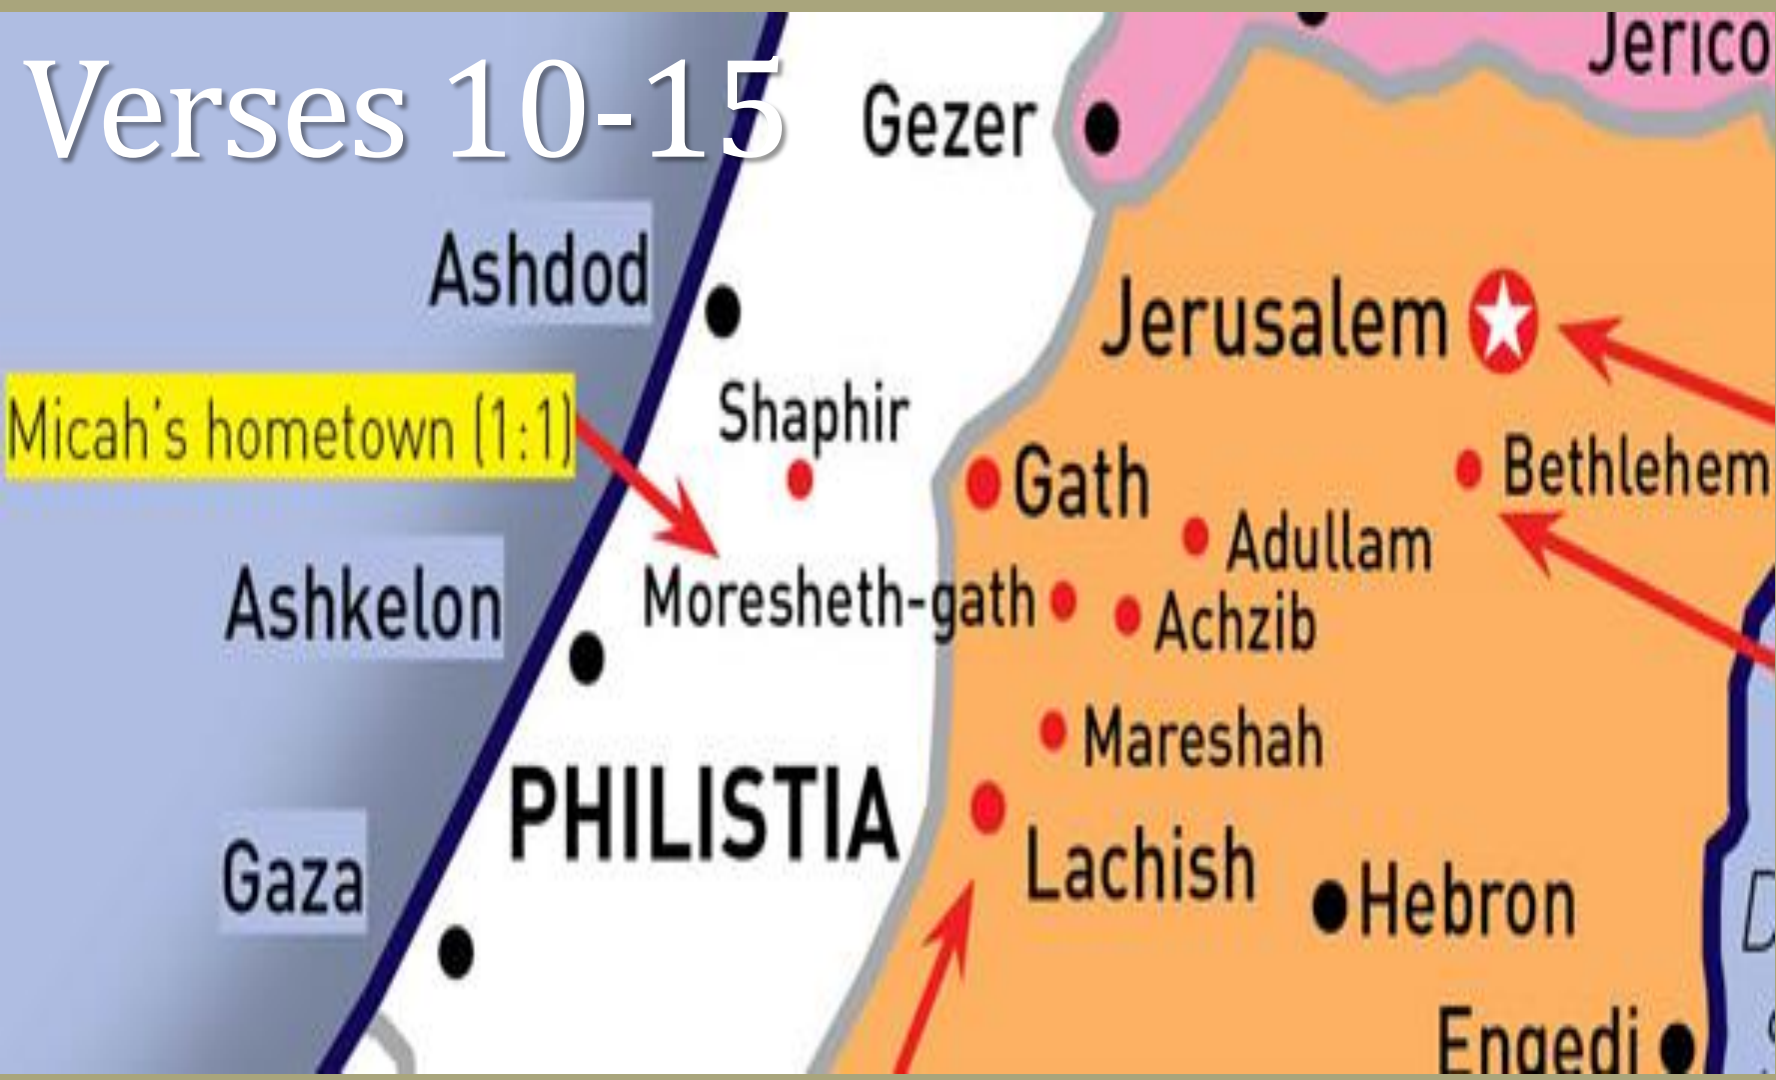 Verses 10-15
Jerico
Gezer
Ashdod
Jerusalem
Micah's hometown (1:1)
Shaphir
Gath
Bethlehem
Adullam
Ashkelon
Moresheth-gath
Achzib
Mareshah
PHILISTIA
Lachish
Gaza
Hebron
D
Engedi